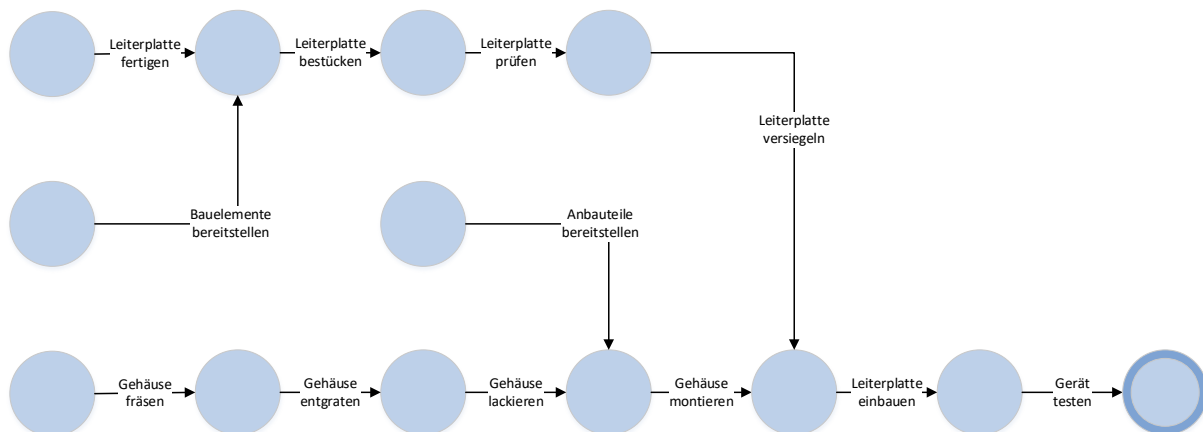 Leiterplatte
fertigen
Leiterplatte
bestücken
Leiterplatte
prüfen
Leiterplatte
versiegeln
Bauelemente
bereitstellen
Anbauteile
bereitstellen
Gehäuse
fräsen
Gehäuse
entgraten
Gehäuse
lackieren
Gehäuse
montieren
Leiterplatte
einbauen
Gerät
testen